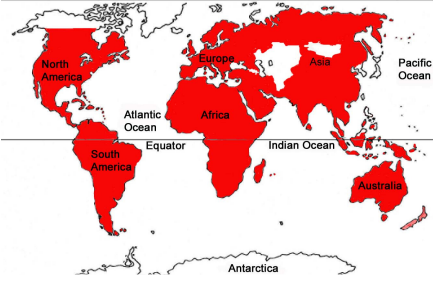 North
America
Europe
Asia
Pacific
Ocean
Atlantic
Ocean
Africa
Equator
Indian Ocean
South
America
Australia
Antarctica